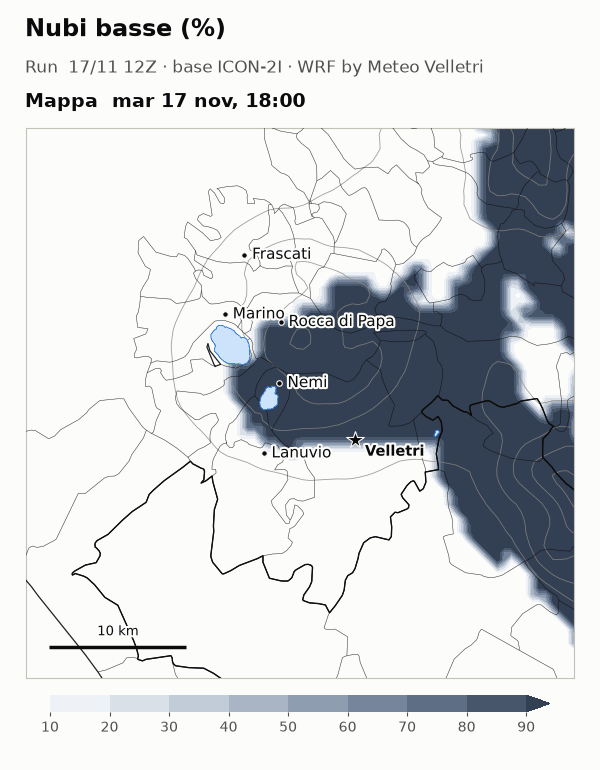 Nubi basse (%)
Run  17/11 12Z · base ICON-2I · WRF by Meteo Velletri
Mappa  mar 17 nov, 18:00
Frascati
Marino
Rocca di Papa
Nemi
Lanuvio
Velletri
10 km
10 20 30 40 50 60 70 80 90